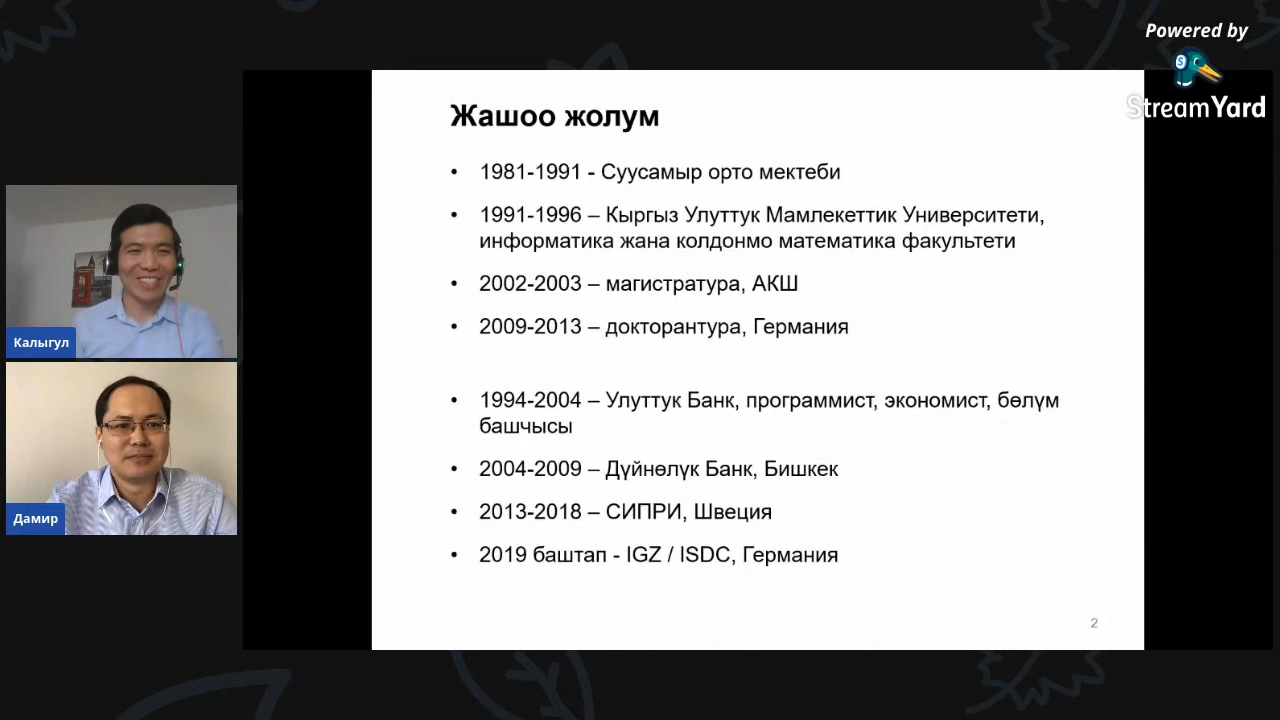 Powered by
StreamYard
Жашоо жолум
• 1981-1991 - Суусамыр орто мектеби
• 1991-1996 – Кыргыз Улуттук Мамлекеттик Университети,
информатика жана колдонмо математика факультети
• 2002-2003 – магистратура, АКШ
• 2009-2013 – докторантура, Германия
• 1994-2004 – Улуттук Банк, программист, экономист, бөлүм
башчысы
• 2004-2009 – Дүйнөлүк Банк, Бишкек
• 2013-2018 – СИПРИ, Швеция
• 2019 баштап - IGZ / ISDC, Германия
2
Калыгул
Дамир